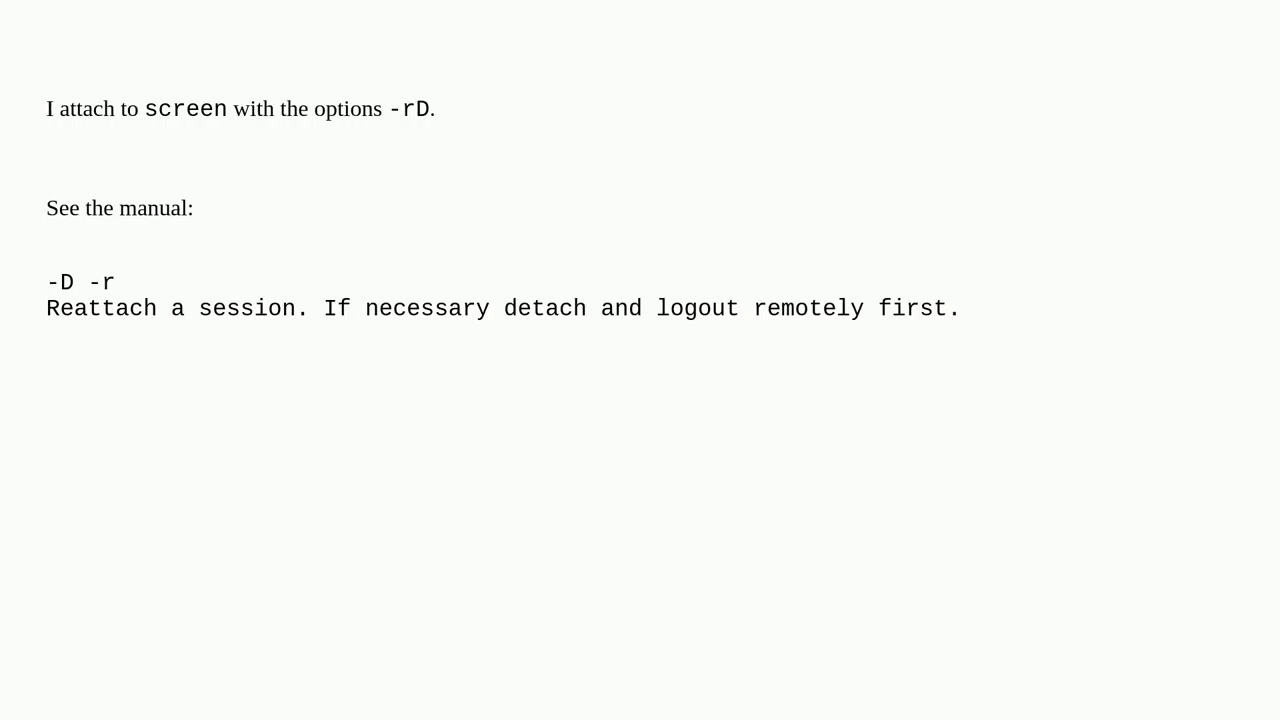 I attach to screen with the options -rD.
See the manual:
-D -r
Reattach a session. If necessary detach and logout remotely first.